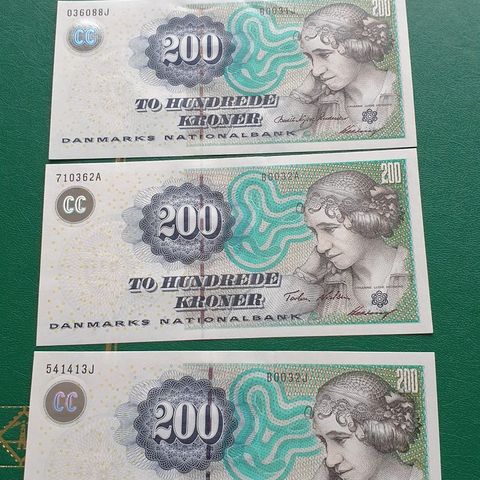 036088J B0031J 200
CC
200
TO HUNDREDE
KRONER
DANMARKS NATIONALBANK
710362A B0032A 200
CC
200
TO HUNDREDE
KRONER
DANMARKS NATIONALBANK
541413J B0032J 200
CC
200